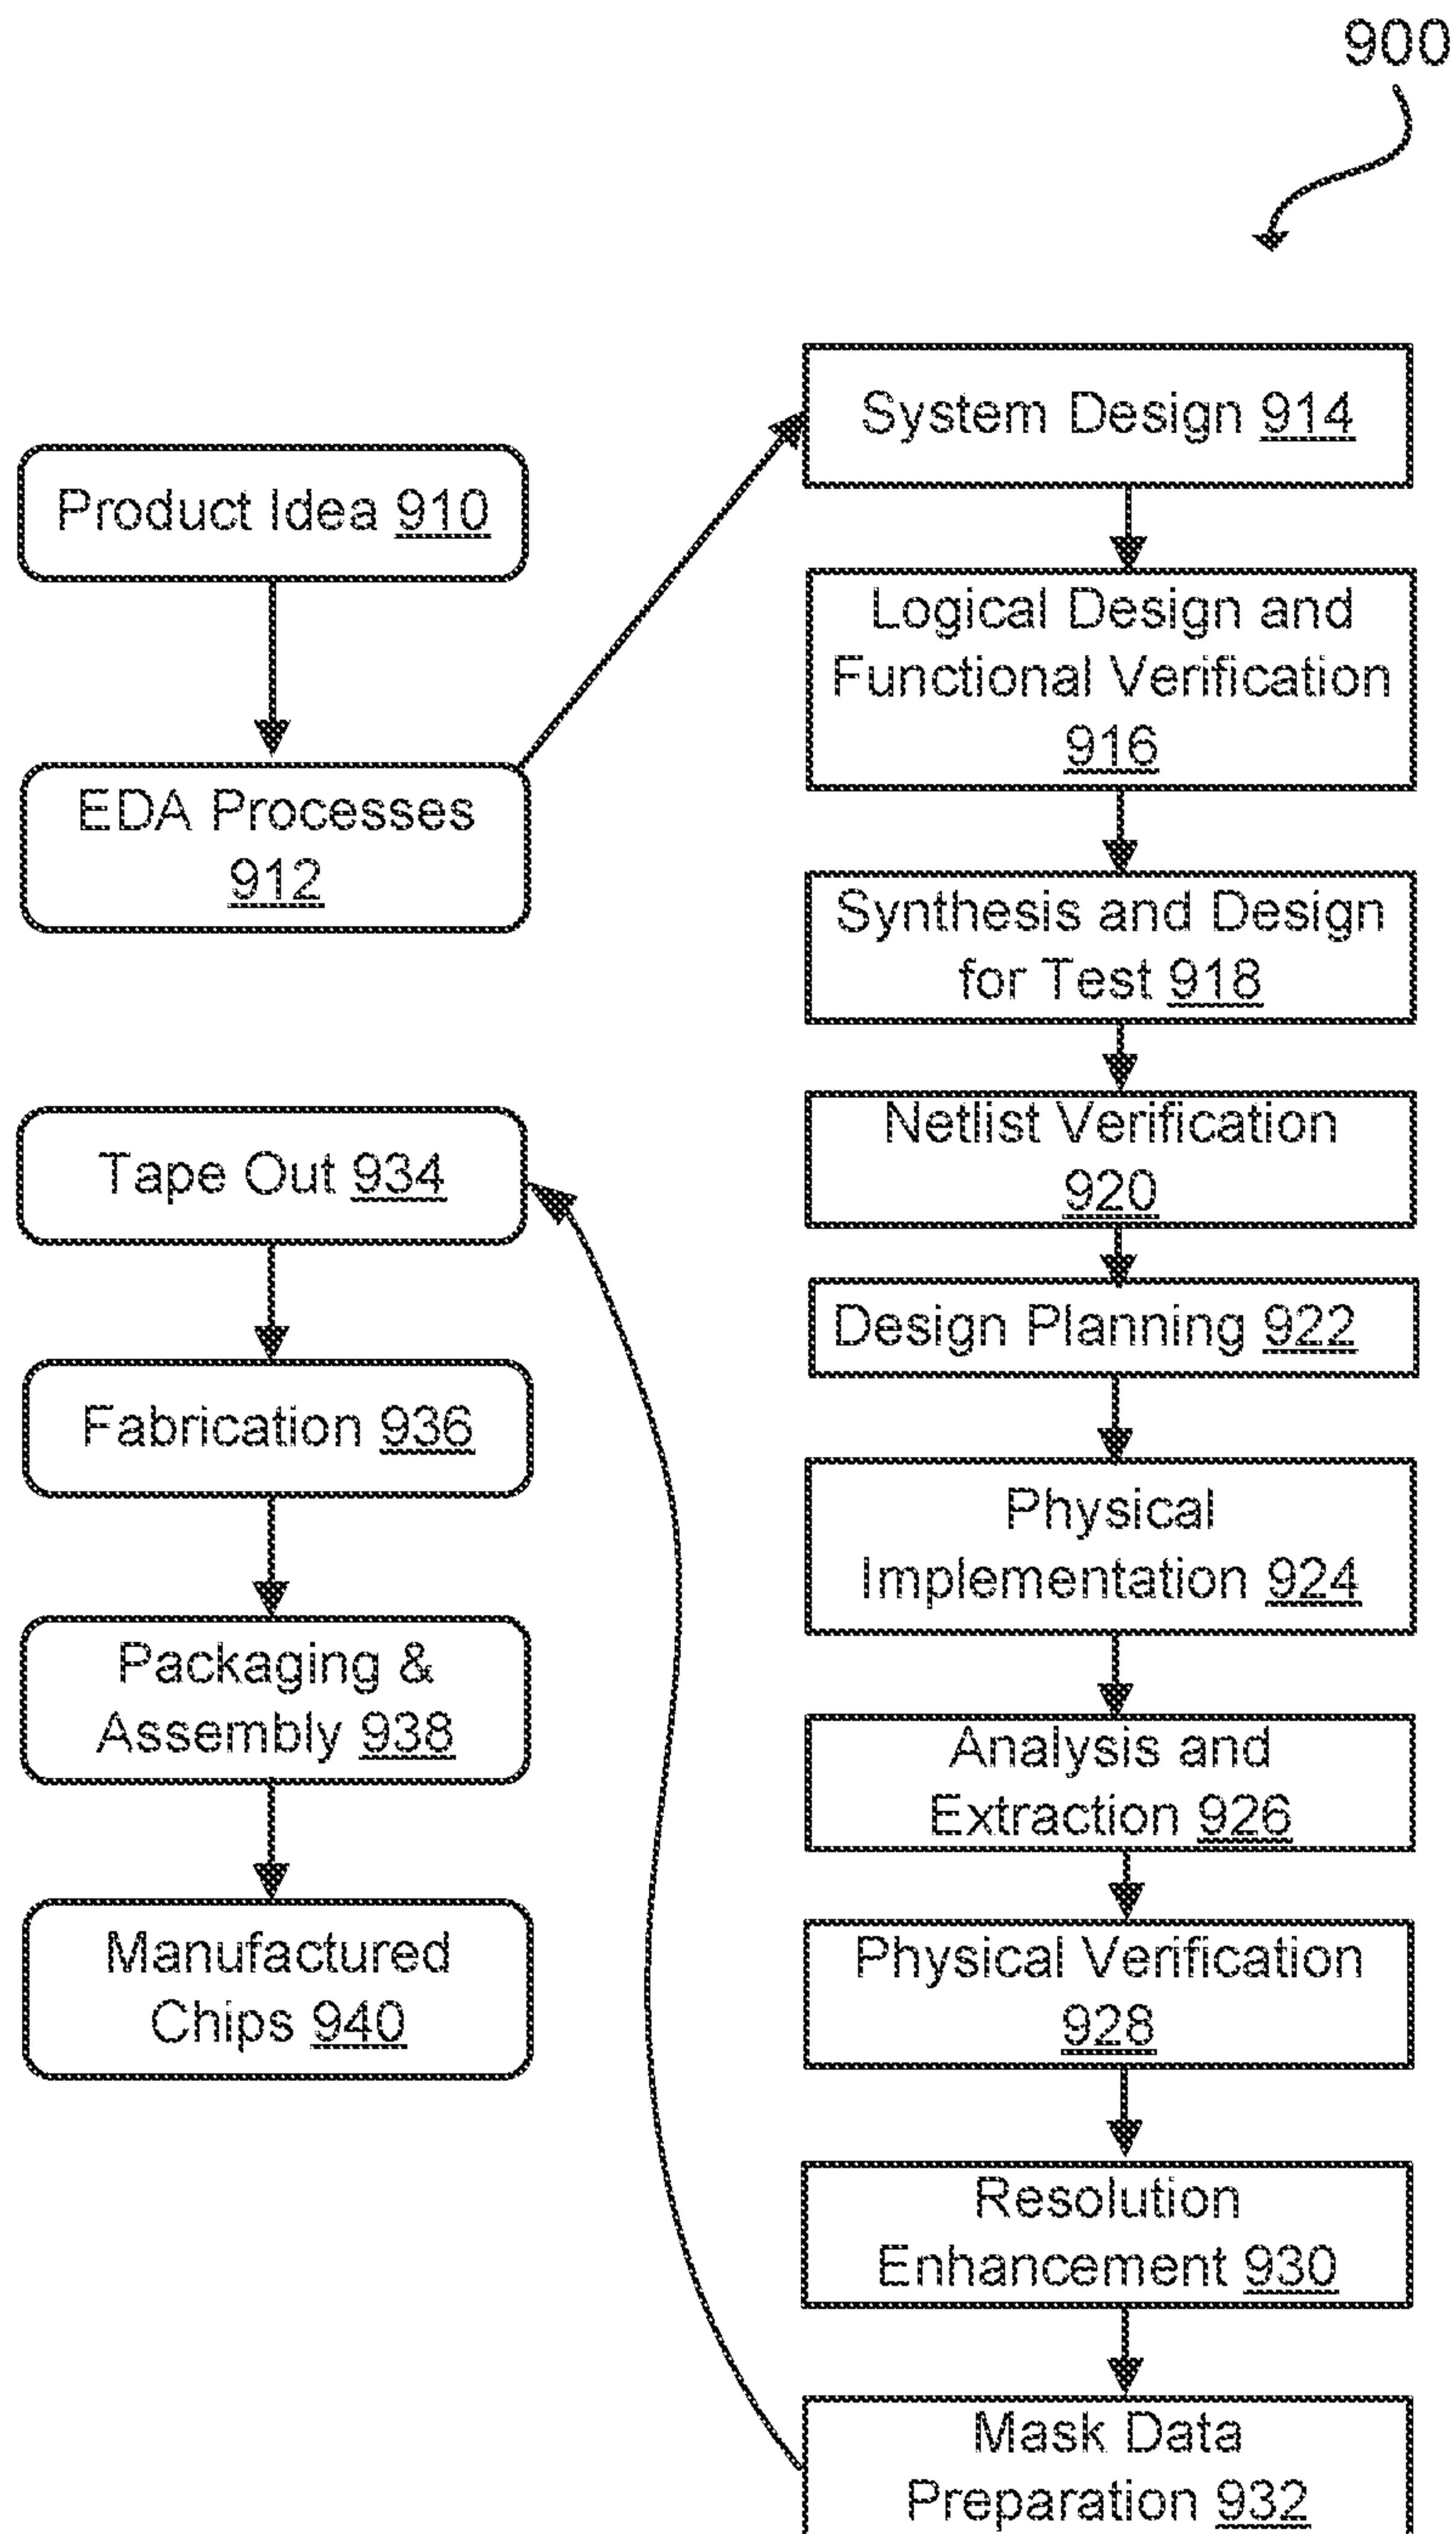 900
Product Idea 910
EDA Processes
912
System Design 914
Logical Design and
Functional Verification
916
Synthesis and Design
for Test 918
Netlist Verification
920
Design Planning 922
Physical
Implementation 924
Analysis and
Extraction 926
Physical Verification
928
Resolution
Enhancement 930
Mask Data
Preparation 932
Tape Out 934
Fabrication 936
Packaging &
Assembly 938
Manufactured
Chips 940